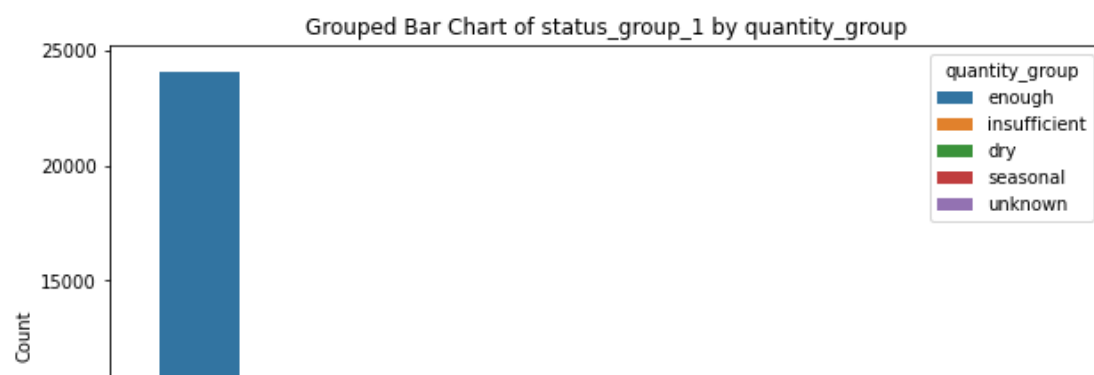 Grouped Bar Chart of status_group_1 by quantity_group
25000
20000
15000
Count
quantity_group
enough
insufficient
dry
seasonal
unknown